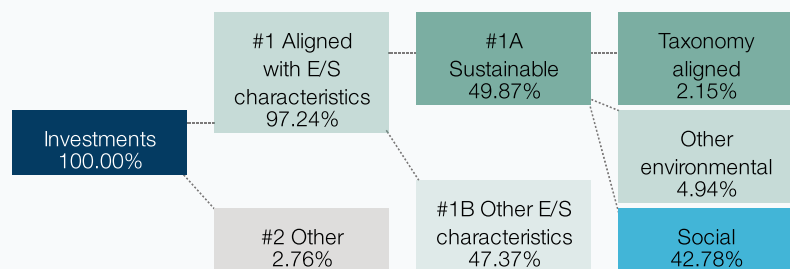 Investments
100.00%
#1 Aligned
with E/S
characteristics
97.24%
#2 Other
2.76%
#1A
Sustainable
49.87%
#1B Other E/S
characteristics
47.37%
Taxonomy
aligned
2.15%
Other
environmental
4.94%
Social
42.78%